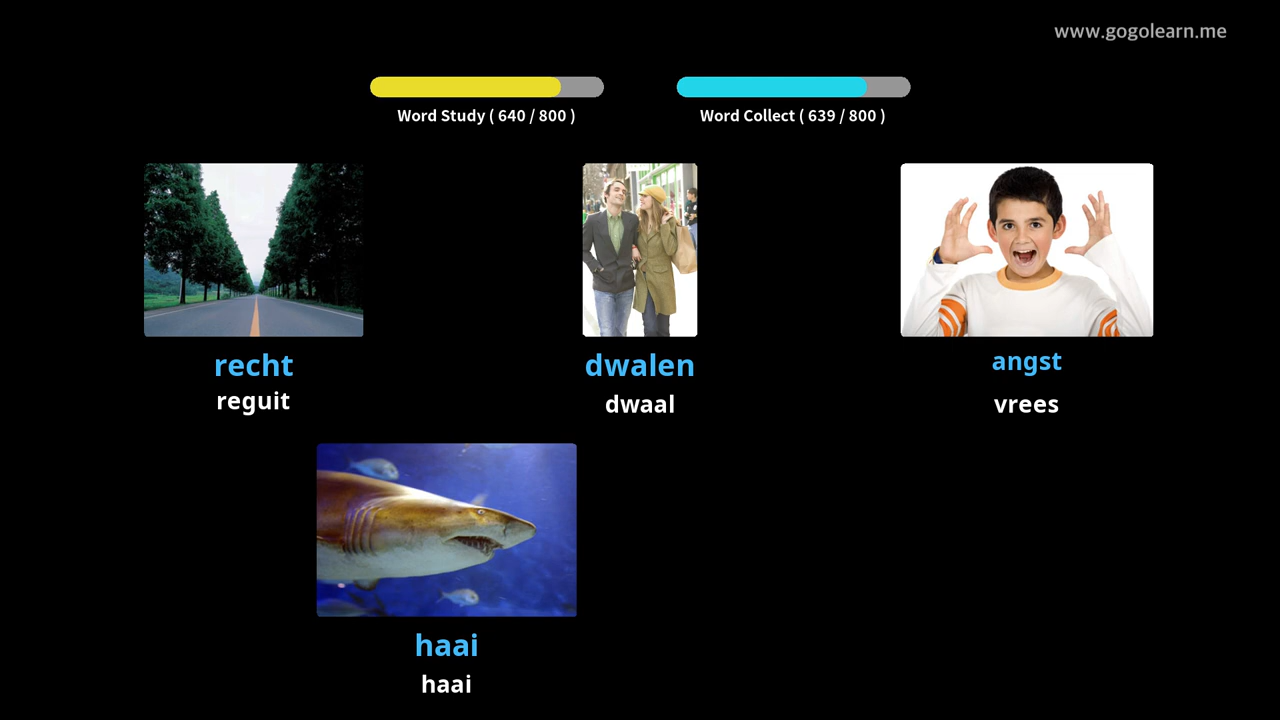 www.gogolearn.me
Word Study ( 640 / 800 )
Word Collect ( 639 / 800 )
recht
reguit
dwalen
dwaal
angst
vrees
haai
haai